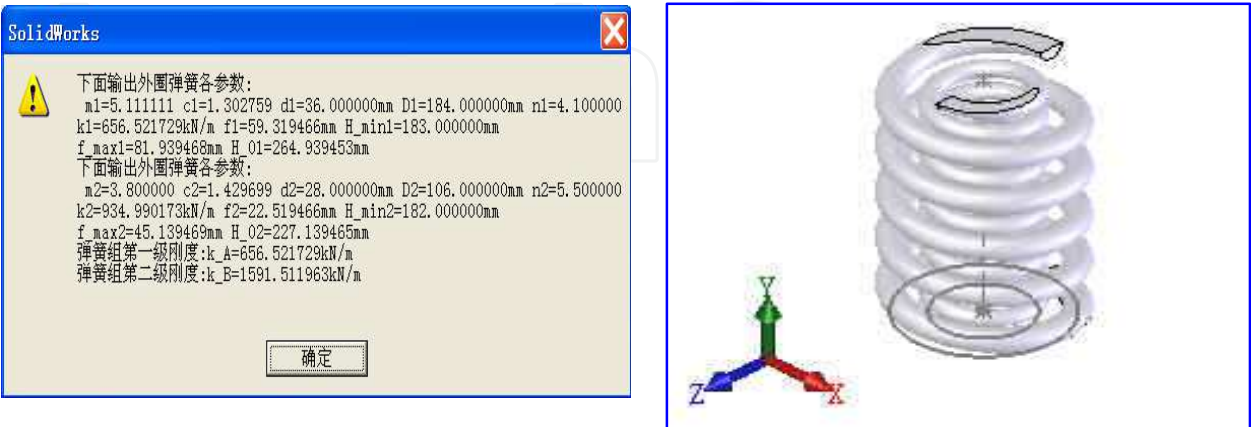 SolidWorks
下面输出外围弹簧各参数:
m1=5.111111 c1=1.302759 d1=36.000000mm D1=184.000000mm n1=4.100000
k1=656.521729kN/m f1=59.319466mm H_min1=183.000000mm
f_max1=81.939468mm H_01=264.939453mm
下面输出外围弹簧各参数:
m2=3.800000 c2=1.429699 d2=28.000000mm D2=106.000000mm n2=5.500000
k2=934.990173kN/m f2=22.519466mm H_min2=182.000000mm
f_max2=45.139469mm H_02=227.139465mm
弹簧组第一级刚度:k_A=656.521729kN/m
弹簧组第二级刚度:k_B=1591.511963kN/m
确定
Y
Z
X